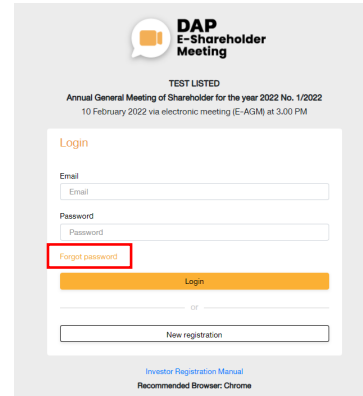 DAP
E-Shareholder
Meeting
TEST LISTED
Annual General Meeting of Shareholder for the year 2022 No. 1/2022
10 February 2022 via electronic meeting (E-AGM) at 3.00 PM
Login
Email
Email
Password
Password
Forgot password
Login
or
New registration
Investor Registration Manual
Recommended Browser: Chrome